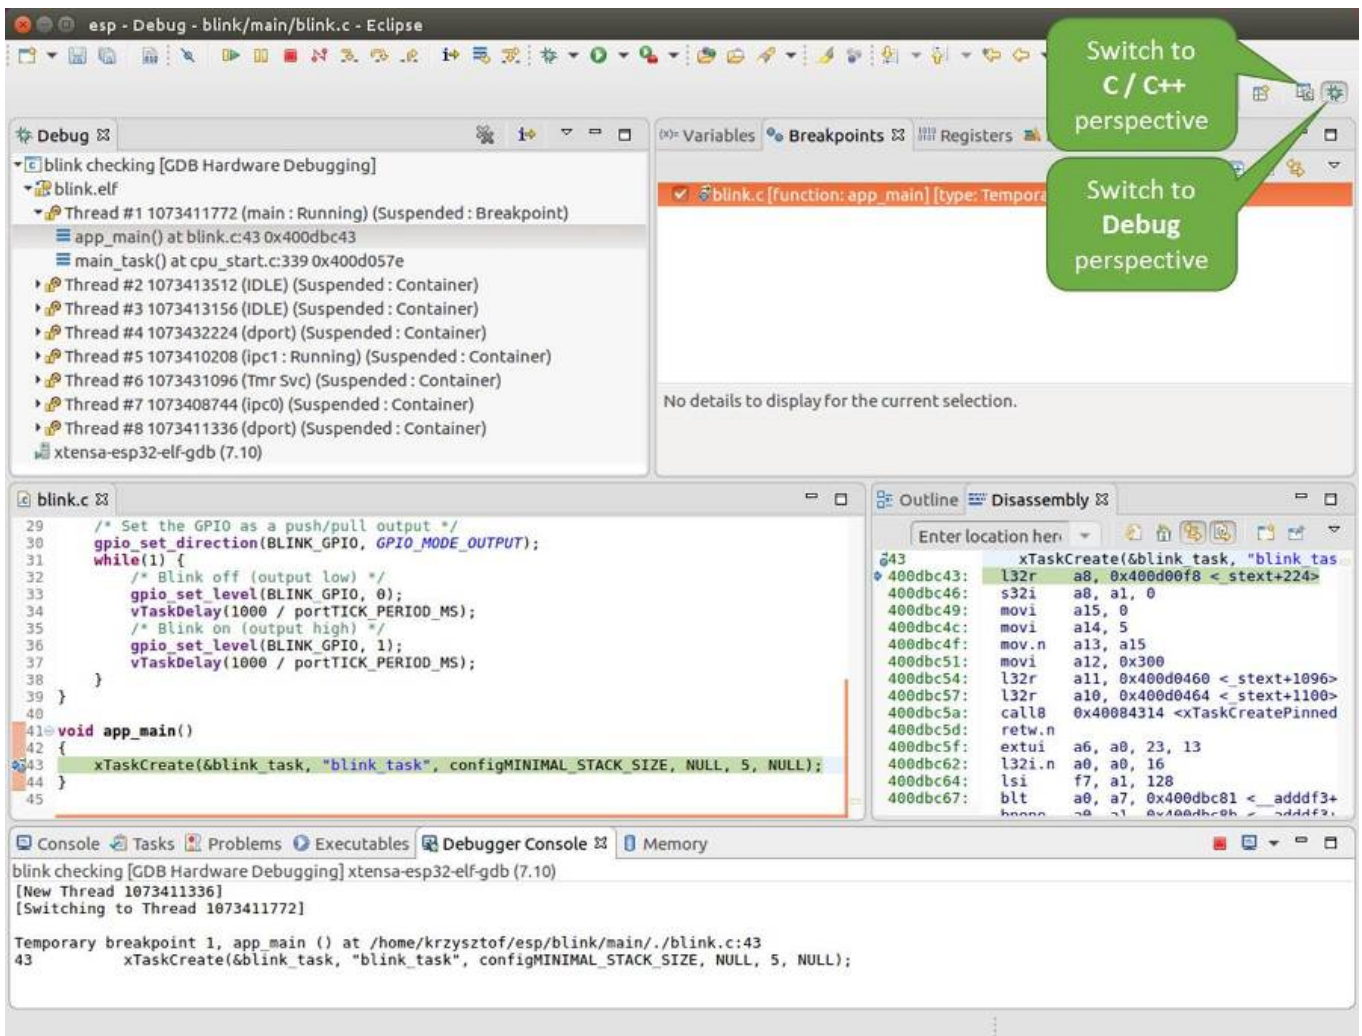 esp - Debug - blink/main/blink.c - Eclipse
Switch to
C / C++
perspective
Debug
(x)= Variables
Breakpoints
Registers
blink checking [GDB Hardware Debugging]
blink.elf
Thread #1 1073411772 (main : Running) (Suspended : Breakpoint)
app_main() at blink.c:43 0x400dbc43
main_task() at cpu_start.c:339 0x400d057e
Thread #2 1073413512 (IDLE) (Suspended : Container)
Thread #3 1073413156 (IDLE) (Suspended : Container)
Thread #4 1073432224 (dport) (Suspended : Container)
Thread #5 1073410208 (ipc1 : Running) (Suspended : Container)
Thread #6 1073431096 (Tmr Svc) (Suspended : Container)
Thread #7 1073408744 (ipc0) (Suspended : Container)
Thread #8 1073411336 (dport) (Suspended : Container)
xtensa-esp32-elf-gdb (7.10)
blink.c [function: app_main] [type: Tempora
Switch to
Debug
perspective
No details to display for the current selection.
blink.c
29 /* Set the GPIO as a push/pull output */
30 gpio_set_direction(BLINK_GPIO, GPIO_MODE_OUTPUT);
31 while(1) {
32 /* Blink off (output low) */
33 gpio_set_level(BLINK_GPIO, 0);
34 vTaskDelay(1000 / portTICK_PERIOD_MS);
35 /* Blink on (output high) */
36 gpio_set_level(BLINK_GPIO, 1);
37 vTaskDelay(1000 / portTICK_PERIOD_MS);
38 }
39 }
40
41 void app_main()
42 {
43 xTaskCreate(&blink_task, "blink_task", configMINIMAL_STACK_SIZE, NULL, 5, NULL);
44 }
45
Outline
Disassembly
Enter location her
43 xTaskCreate(&blink_task, "blink_tas
400dbc43: l32r a8, 0x400d00f8 <_stext+224>
400dbc46: s32i a8, a1, 0
400dbc49: movi a15, 0
400dbc4c: movi a14, 5
400dbc4f: mov.n a13, a15
400dbc51: movi a12, 0x300
400dbc54: l32r a11, 0x400d0460 <_stext+1096>
400dbc57: l32r a10, 0x400d0464 <_stext+1100>
400dbc5a: call8 0x40084314 <xTaskCreatePinned
400dbc5d: retw.n
400dbc5f: extui a6, a0, 23, 13
400dbc62: l32i.n a0, a0, 16
400dbc64: lsi f7, a1, 128
400dbc67: blt a0, a7, 0x400dbc81 <__adddf3+
Console
Tasks
Problems
Executables
Debugger Console
Memory
blink checking [GDB Hardware Debugging] xtensa-esp32-elf-gdb (7.10)
[New Thread 1073411336]
[Switching to Thread 1073411772]
Temporary breakpoint 1, app_main () at /home/krzysztof/esp/blink/main/./blink.c:43
43 xTaskCreate(&blink_task, "blink_task", configMINIMAL_STACK_SIZE, NULL, 5, NULL);